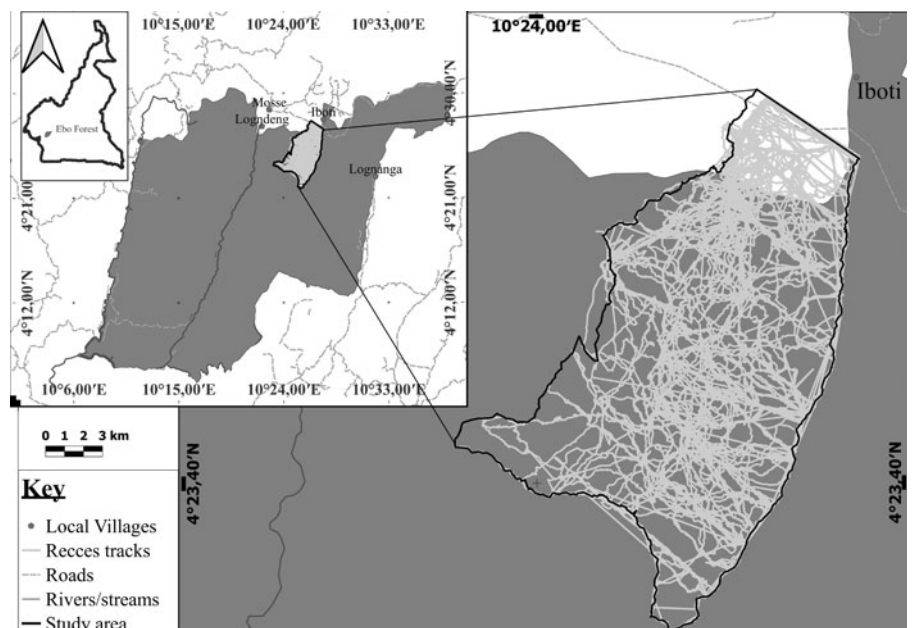 10°15,00′E
10°33,00′E
10°24,00′E
Ebo Forest
Mosse
Logndeng
Iboti
Lognanga
Iboti
4°30,00′N
4°21,00′N
4°21,00′N
4°12,00′N
4°12,00′N
10°6,00′E
10°15,00′E
10°24,00′E
10°33,00′E
0 1 2 3 km
4°23,40′N
4°23,40′N
Key
Local Villages
Recces tracks
Roads
Rivers/streams
Study area